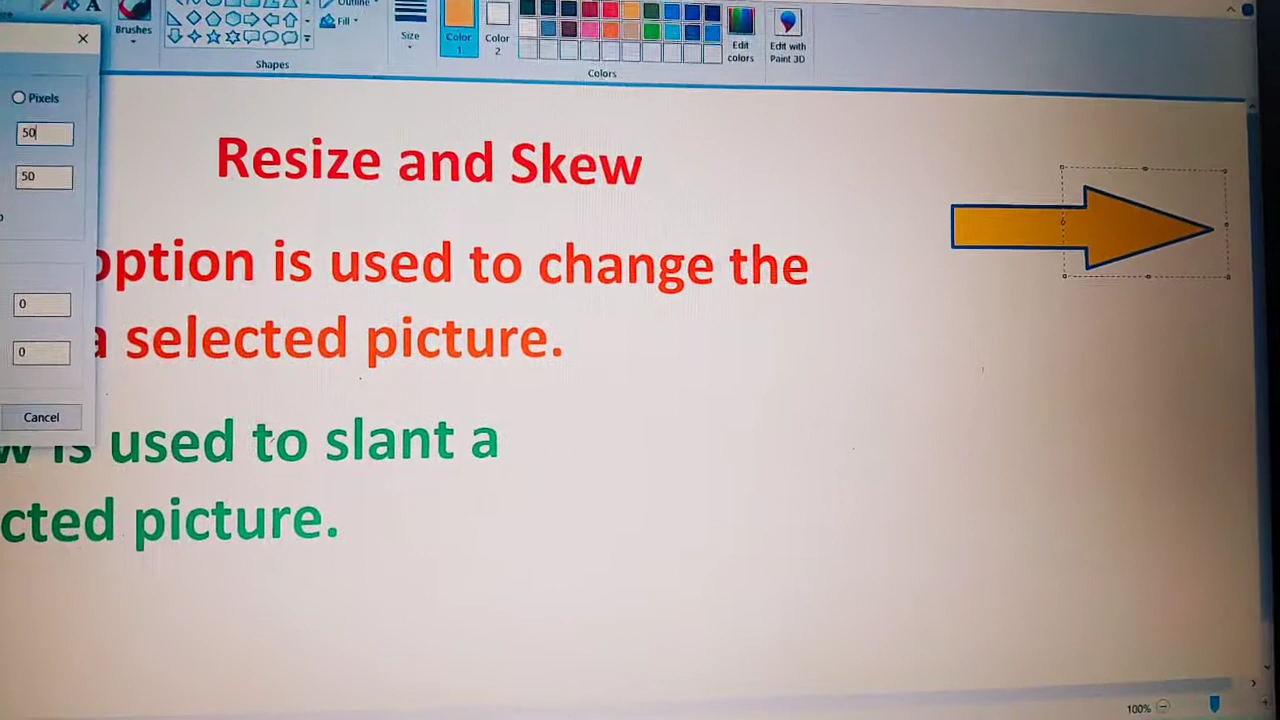 A
Outline
Fill
Brushes
Shapes
Size
Color
1
Color
2
Edit
colors
Edit with
Paint 3D
Colors
Pixels
50
50
0
0
Cancel
Resize and Skew
option is used to change the
a selected picture.
w is used to slant a
cted picture.
100%